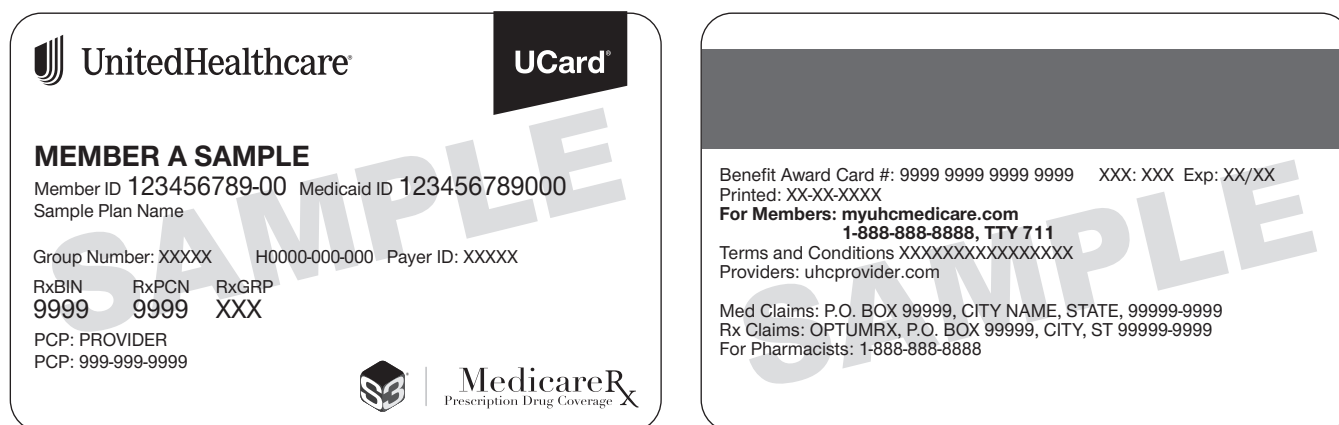 UnitedHealthcare®
UCard®
MEMBER A SAMPLE
Member ID 123456789-00 Medicaid ID 123456789000
Sample Plan Name
Group Number: XXXXX H0000-000-000 Payer ID: XXXXX
RxBIN RxPCN RxGRP
9999 9999 XXX
PCP: PROVIDER
PCP: 999-999-9999
S3® MedicareRx
Prescription Drug Coverage
SAMPLE
Benefit Award Card #: 9999 9999 9999 9999 XXX: XXX Exp: XX/XX
Printed: XX-XX-XXXX
For Members: myuhcmedicare.com
1-888-888-8888, TTY 711
Terms and Conditions XXXXXXXXXXXXXXXX
Providers: uhcprovider.com
Med Claims: P.O. BOX 99999, CITY NAME, STATE, 99999-9999
Rx Claims: OPTUMRX, P.O. BOX 99999, CITY, ST 99999-9999
For Pharmacists: 1-888-888-8888
SAMPLE